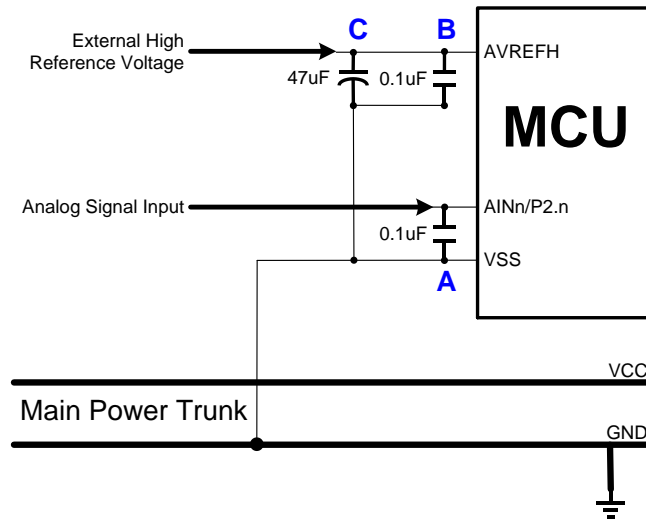 C B
External High
Reference Voltage
AVREFH
47uF 0.1uF
MCU
Analog Signal Input
AINn/P2.n
0.1uF
VSS
A
VCC
Main Power Trunk
GND